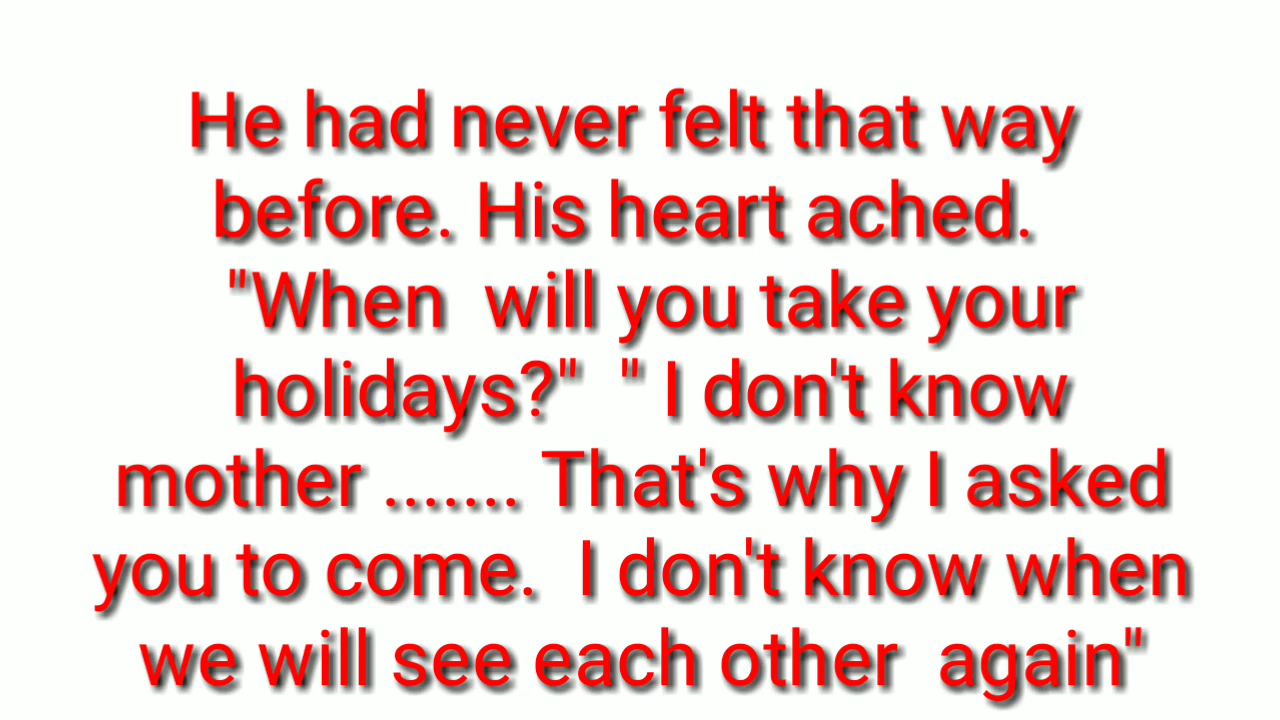 He had never felt that way
before. His heart ached.
"When  will you take your
holidays?"  " I don't know
mother ....... That's why I asked
you to come.  I don't know when
we will see each other  again"